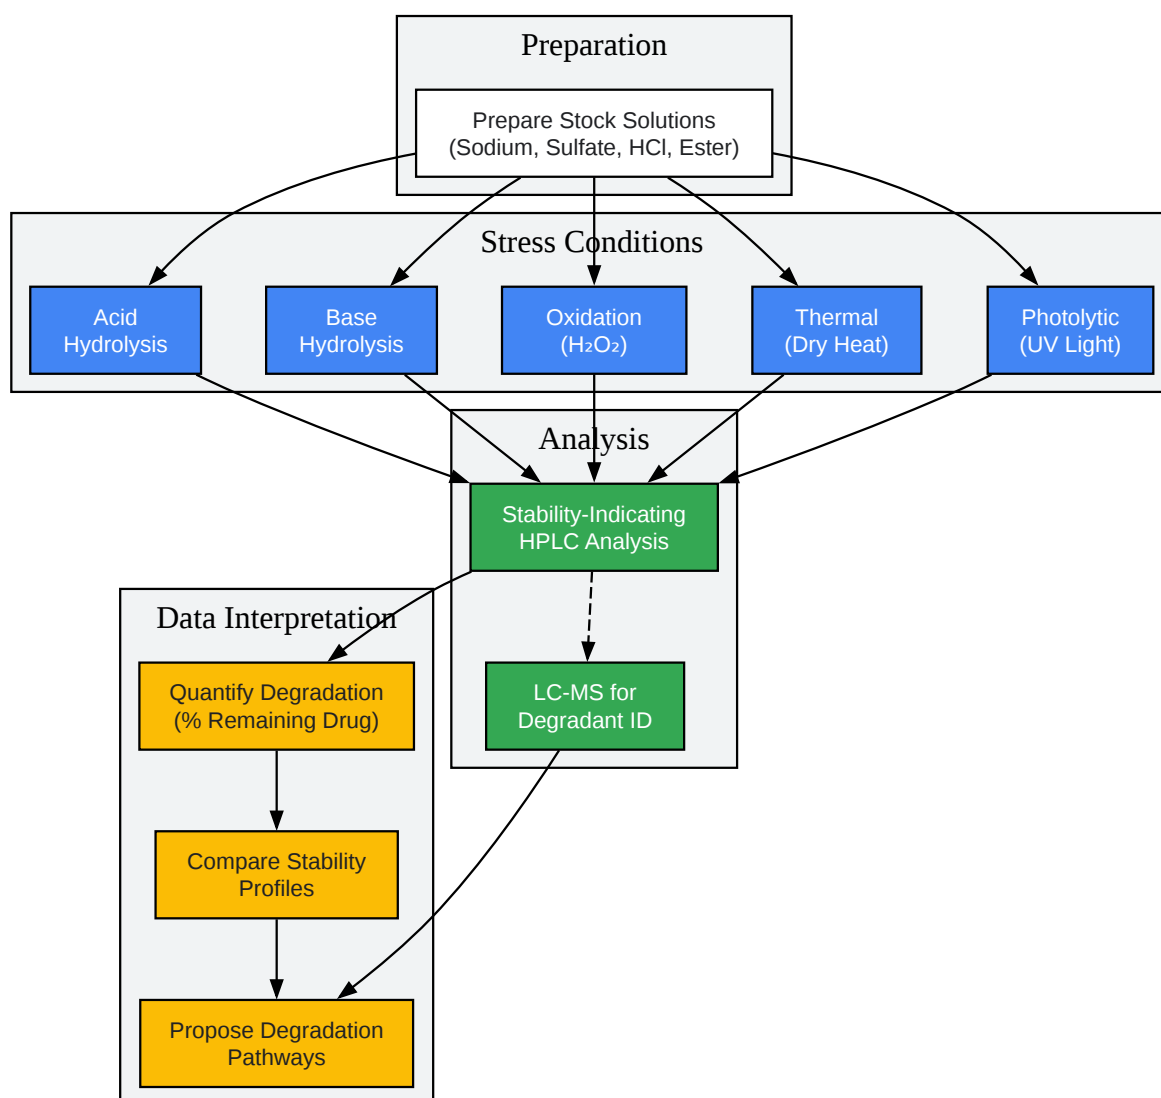 Preparation
Prepare Stock Solutions
(Sodium, Sulfate, HCl, Ester)
Stress Conditions
Acid
Hydrolysis
Base
Hydrolysis
Oxidation
(H₂O₂)
Thermal
(Dry Heat)
Photolytic
(UV Light)
Analysis
Stability-Indicating
HPLC Analysis
Data Interpretation
Quantify Degradation
(% Remaining Drug)
LC-MS for
Degradant ID
Compare Stability
Profiles
Propose Degradation
Pathways